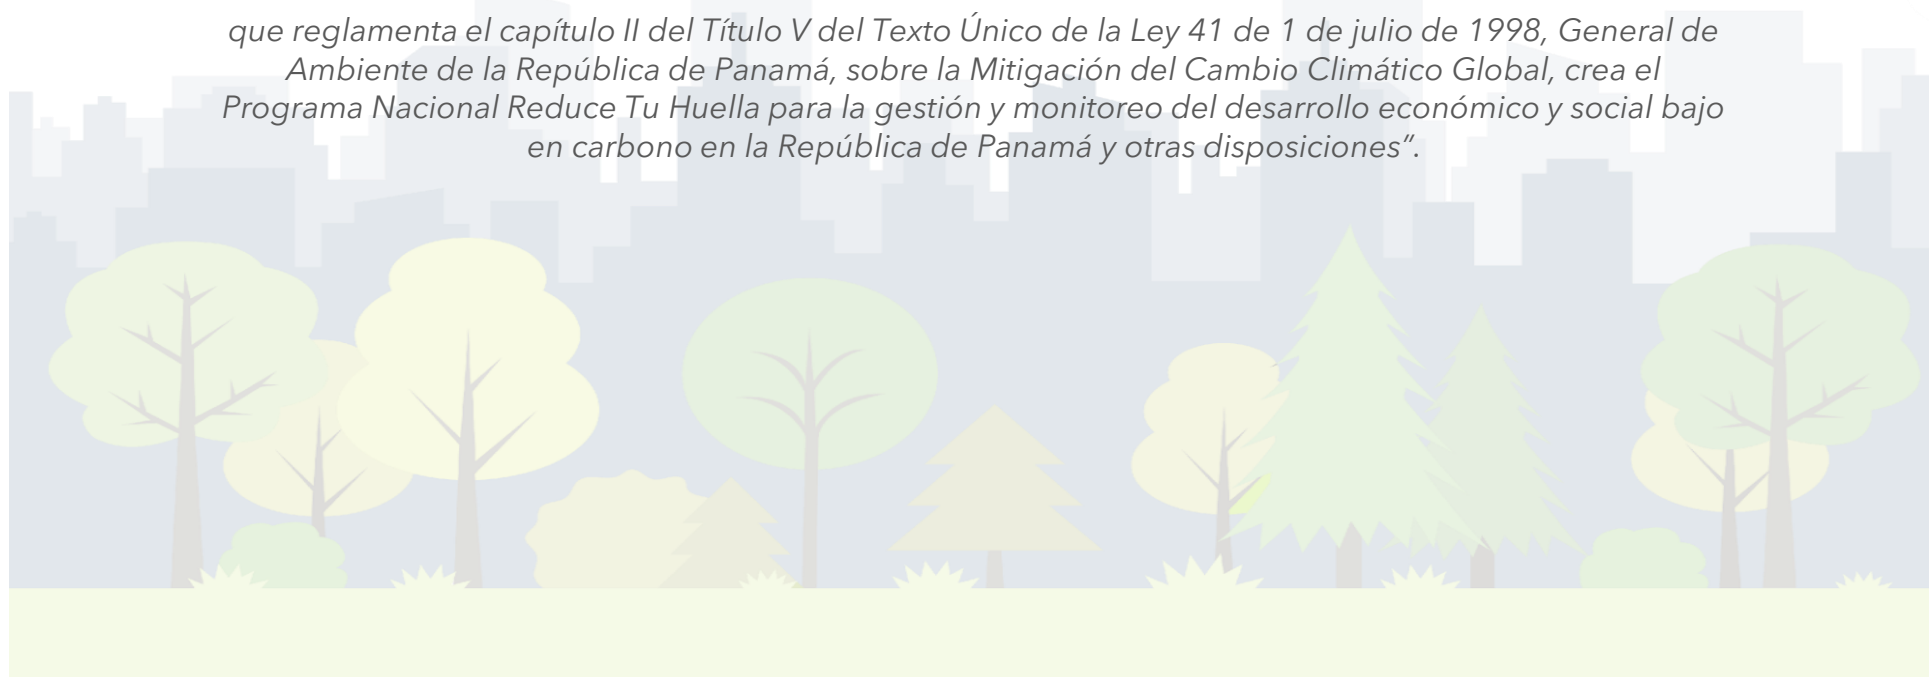 que reglamenta el capítulo II del Título V del Texto Único de la Ley 41 de 1 de julio de 1998, General de
Ambiente de la República de Panamá, sobre la Mitigación del Cambio Climático Global, crea el
Programa Nacional Reduce Tu Huella para la gestión y monitoreo del desarrollo económico y social bajo
en carbono en la República de Panamá y otras disposiciones”.